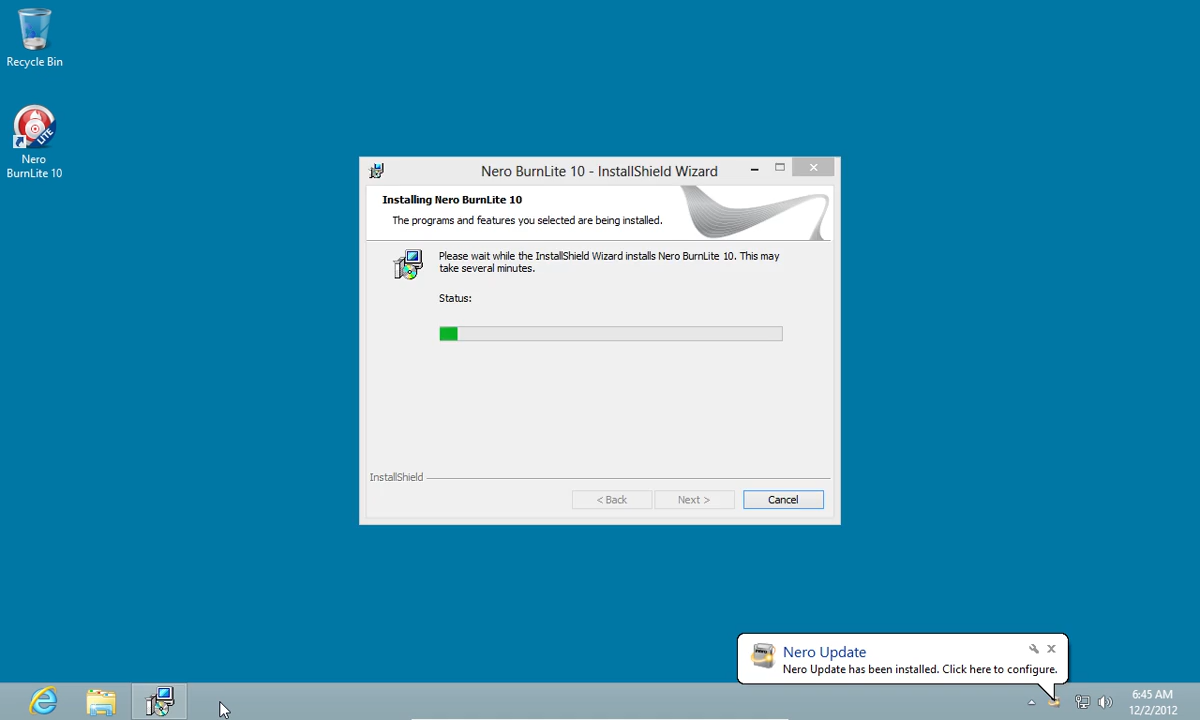 Recycle Bin
Nero
BurnLite 10
LITE
Nero BurnLite 10 - InstallShield Wizard
Installing Nero BurnLite 10
The programs and features you selected are being installed.
Please wait while the InstallShield Wizard installs Nero BurnLite 10. This may
take several minutes.
Status:
InstallShield
< Back
Next >
Cancel
Nero Update
Nero Update has been installed. Click here to configure.
6:45 AM
12/2/2012